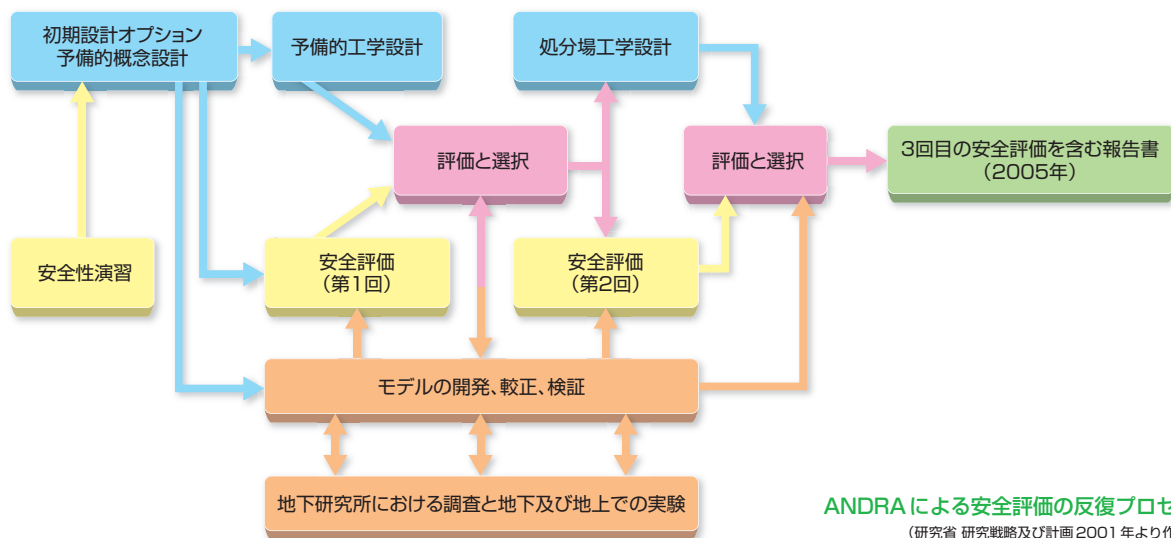 初期設計オプション
予備的概念設計
予備的工学設計
処分場工学設計
評価と選択
評価と選択
3回目の安全評価を含む報告書
（2005年）
安全性演習
安全評価
（第1回）
安全評価
（第2回）
モデルの開発、較正、検証
地下研究所における調査と地下及び地上での実験
ANDRAによる安全評価の反復プロセ
（研究省 研究戦略及び計画2001年より作